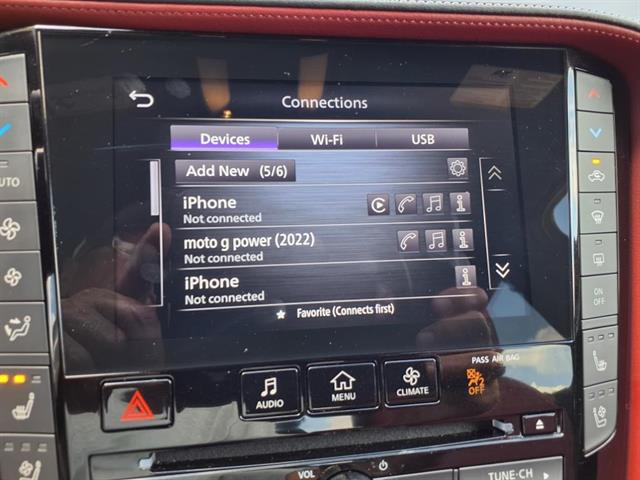 Connections
Devices Wi-Fi USB
Add New (5/6)
iPhone
Not connected
moto g power (2022)
Not connected
iPhone
Not connected
★ Favorite (Connects first)
AUTO
ON
OFF
PASS AIR BAG
2
OFF
AUDIO MENU CLIMATE
VOL
TUNE·CH